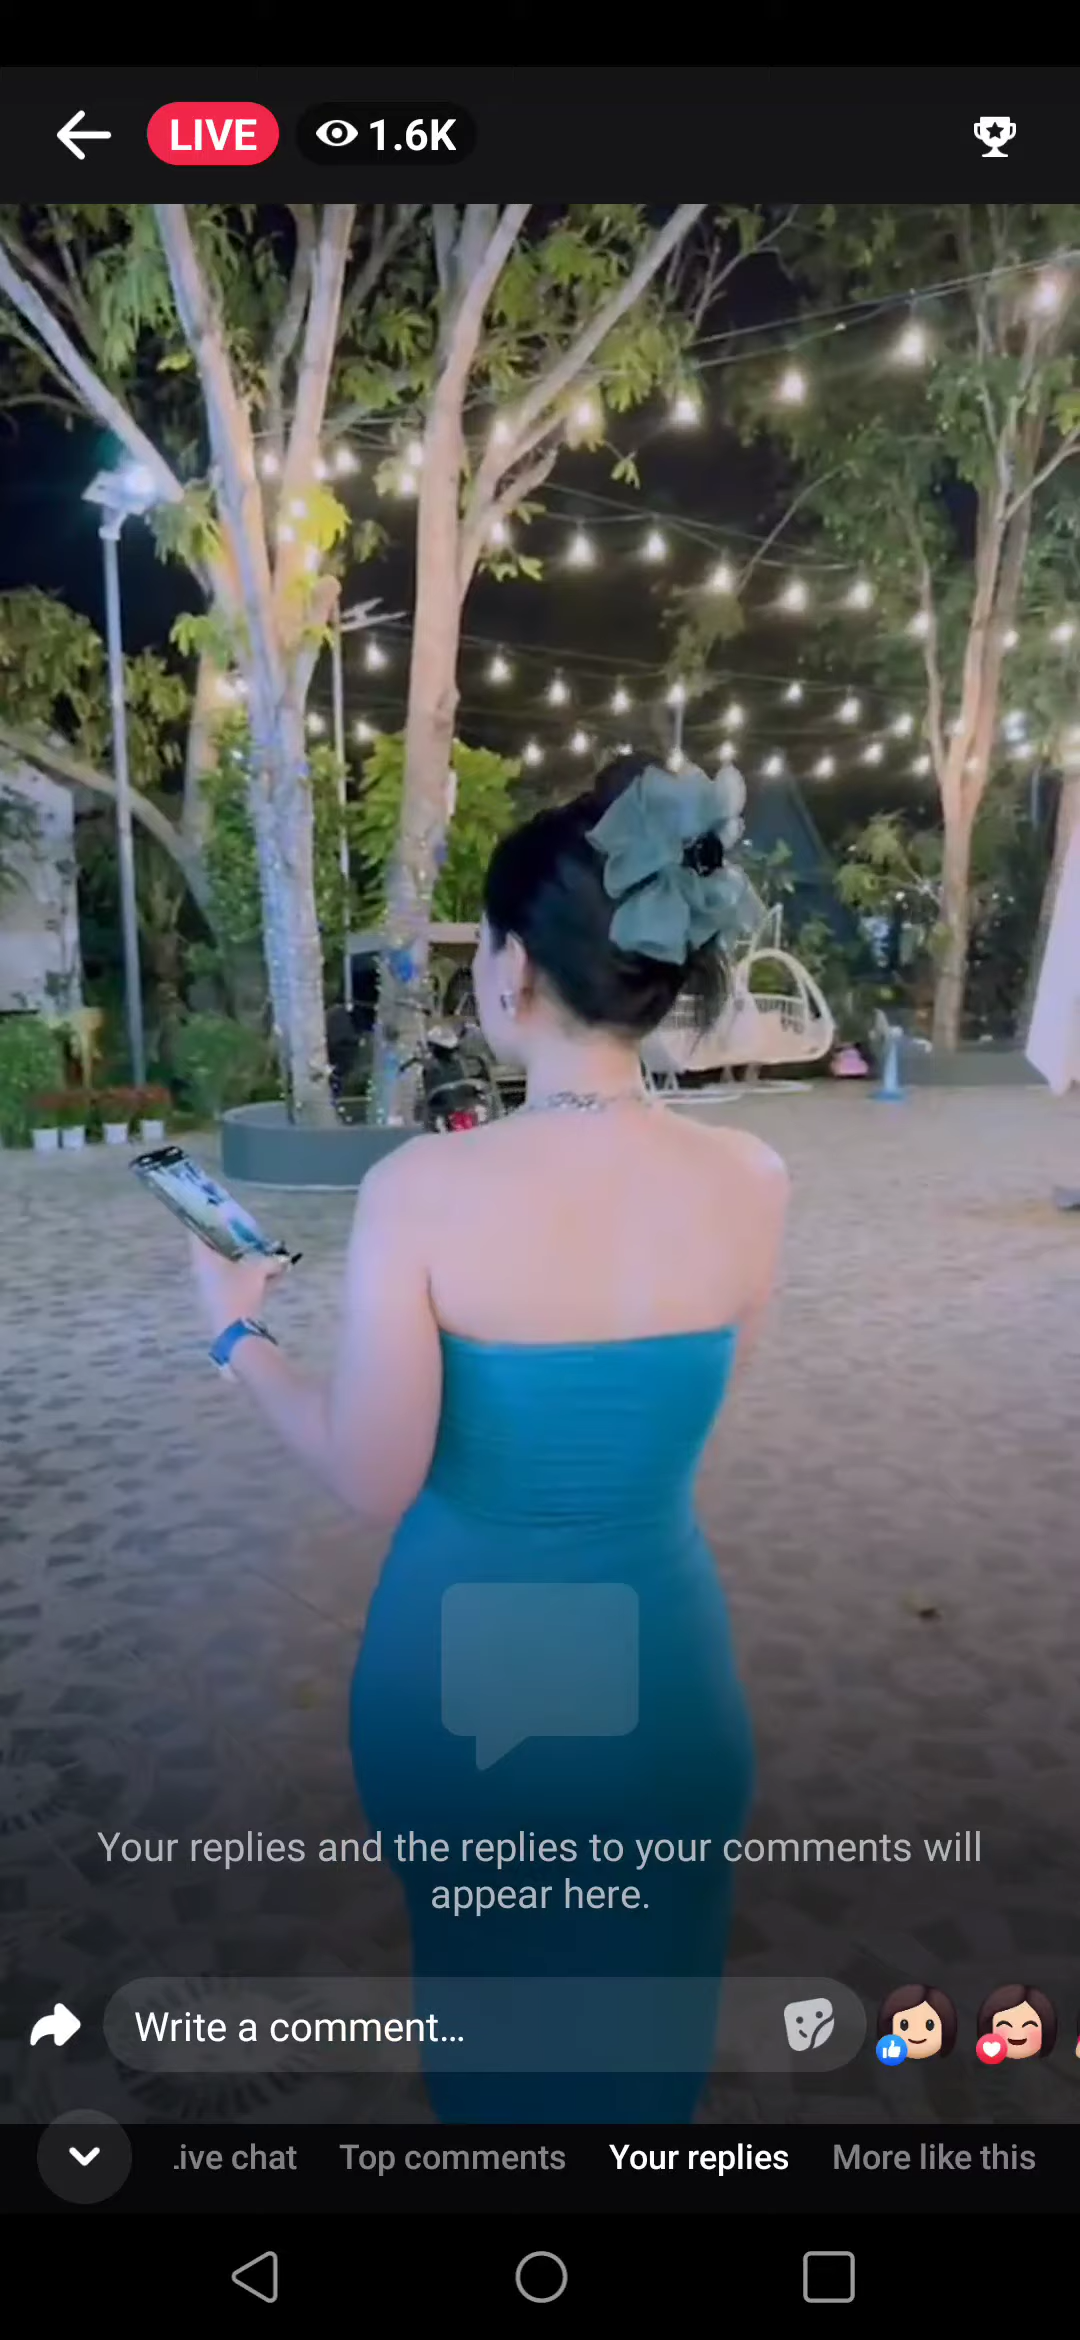 LIVE 1.6K
Your replies and the replies to your comments will
appear here.
Write a comment...
.ive chat Top comments Your replies More like this